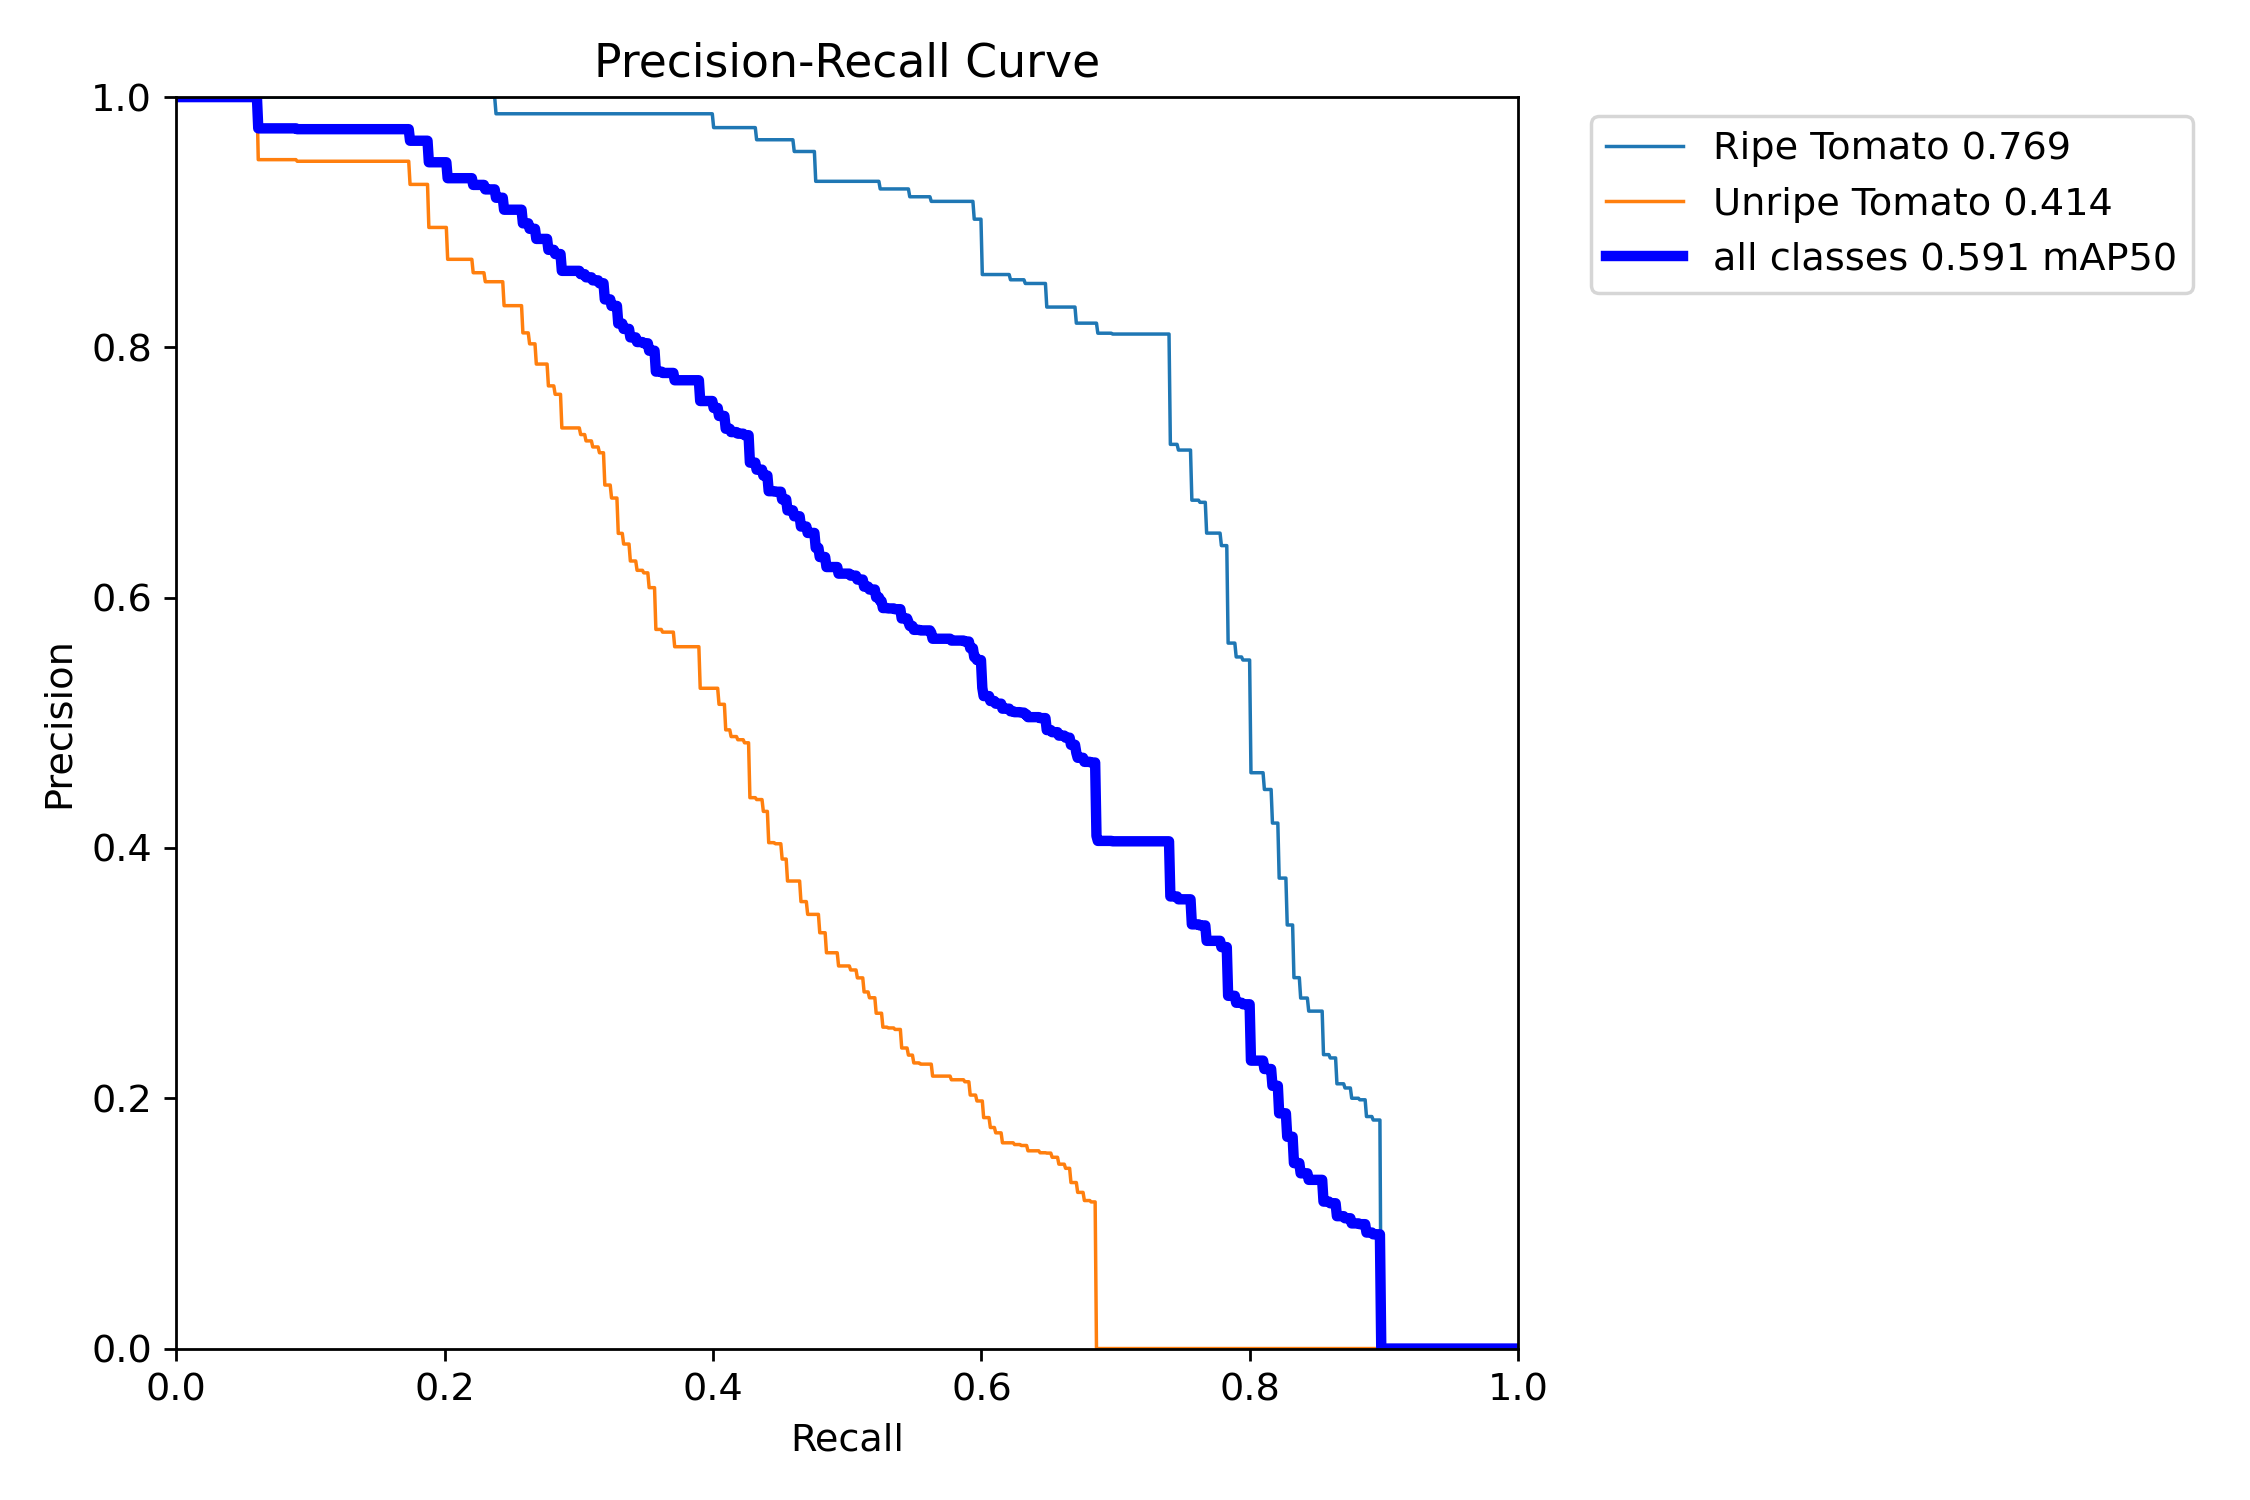 Precision-Recall Curve
1.0
0.8
0.6
0.4
0.2
0.0
Precision
0.0 0.2 0.4 0.6 0.8 1.0
Recall
Ripe Tomato 0.769
Unripe Tomato 0.414
all classes 0.591 mAP50